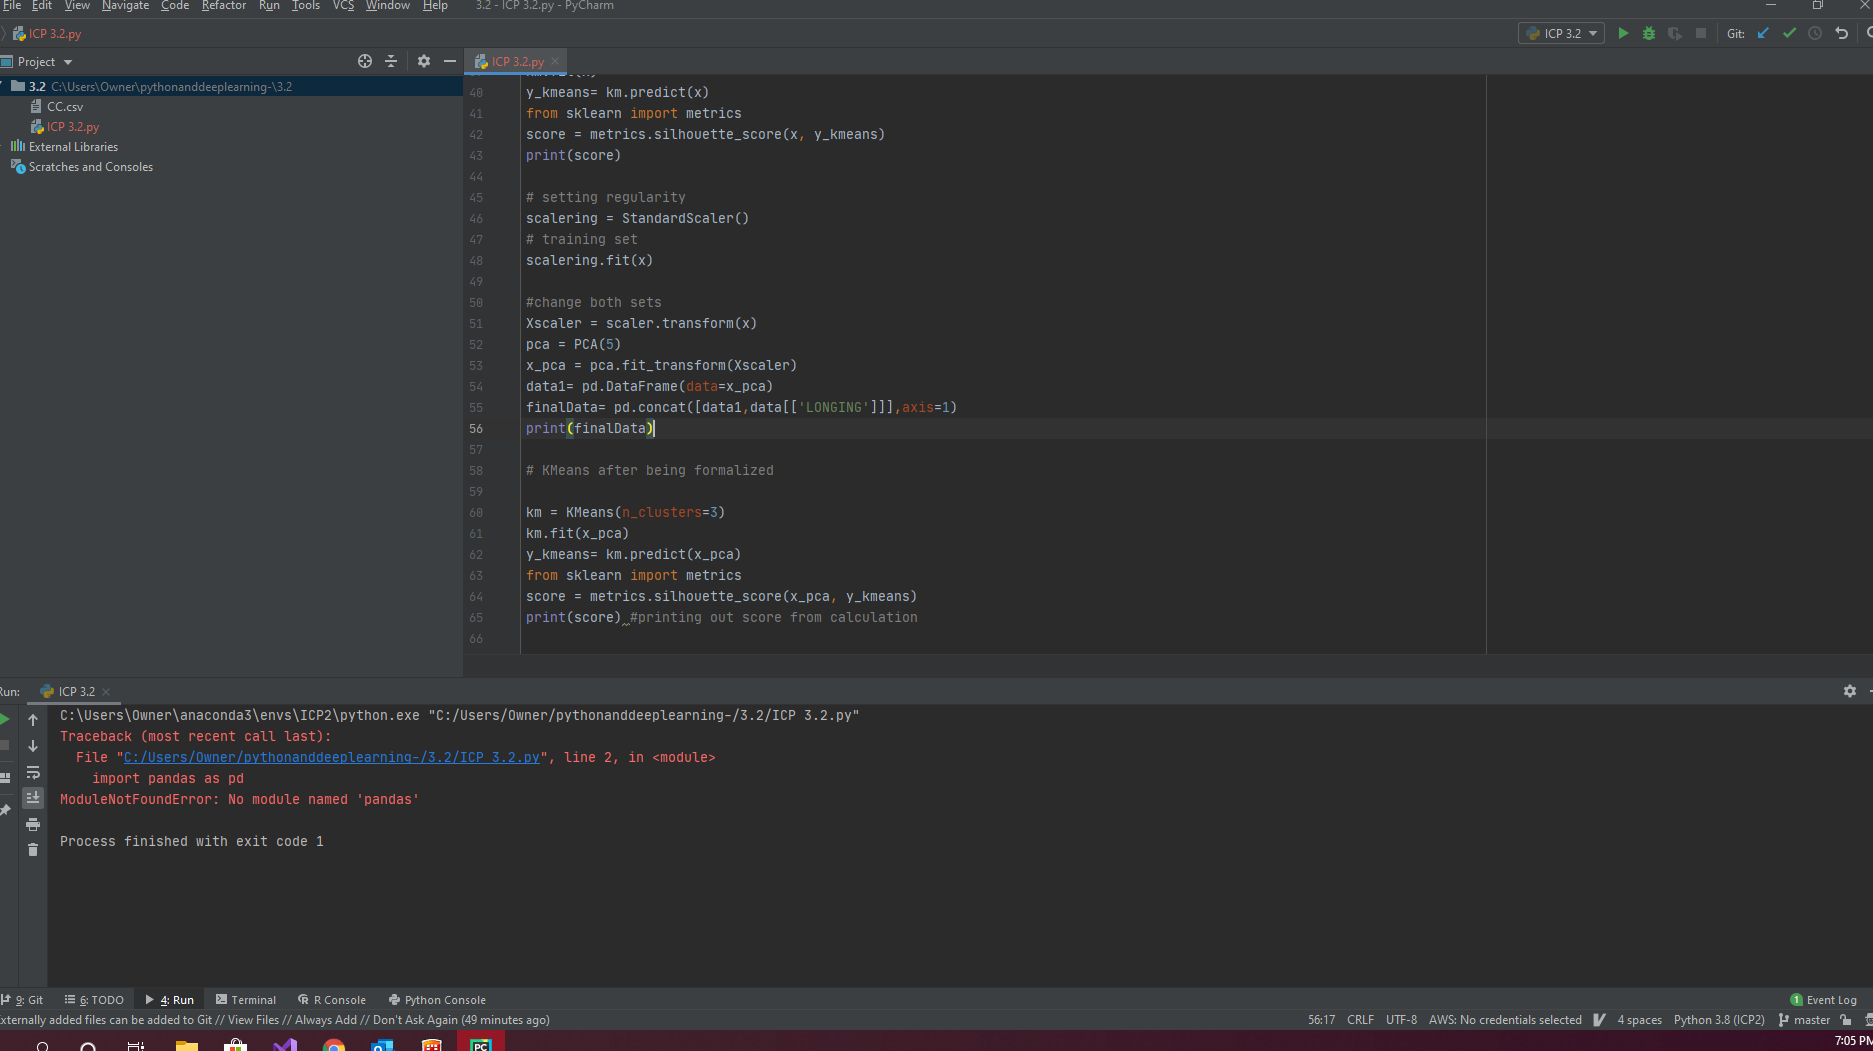 File Edit View Navigate Code Refactor Run Tools VCS Window Help 3.2 - ICP 3.2.py - PyCharm
ICP 3.2.py
ICP 3.2
Git:
Project
ICP 3.2.py
3.2 C:\Users\Owner\pythonanddeeplearning-\3.2
CC.csv
ICP 3.2.py
External Libraries
Scratches and Consoles
40 y_kmeans= km.predict(x)
41 from sklearn import metrics
42 score = metrics.silhouette_score(x, y_kmeans)
43 print(score)
44
45 # setting regularity
46 scalering = StandardScaler()
47 # training set
48 scalering.fit(x)
49
50 #change both sets
51 Xscaler = scaler.transform(x)
52 pca = PCA(5)
53 x_pca = pca.fit_transform(Xscaler)
54 data1= pd.DataFrame(data=x_pca)
55 finalData= pd.concat([data1,data[['LONGING']]],axis=1)
56 print(finalData)
57
58 # KMeans after being formalized
59
60 km = KMeans(n_clusters=3)
61 km.fit(x_pca)
62 y_kmeans= km.predict(x_pca)
63 from sklearn import metrics
64 score = metrics.silhouette_score(x_pca, y_kmeans)
65 print(score) #printing out score from calculation
66
Run: ICP 3.2
C:\Users\Owner\anaconda3\envs\ICP2\python.exe "C:/Users/Owner/pythonanddeeplearning-/3.2/ICP 3.2.py"
Traceback (most recent call last):
File "C:/Users/Owner/pythonanddeeplearning-/3.2/ICP 3.2.py", line 2, in <module>
import pandas as pd
ModuleNotFoundError: No module named 'pandas'
Process finished with exit code 1
9: Git 6: TODO 4: Run Terminal R Console Python Console 1 Event Log
xternally added files can be added to Git // View Files // Always Add // Don't Ask Again (49 minutes ago) 56:17 CRLF UTF-8 AWS: No credentials selected 4 spaces Python 3.8 (ICP2) master
PC
7:05 PM